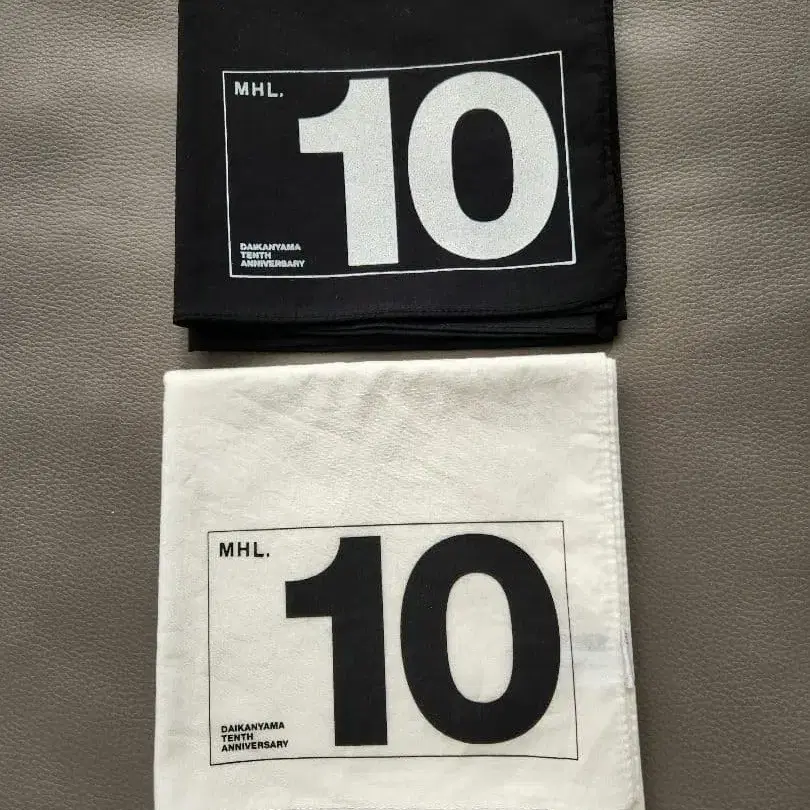 MHL.
10
DAIKANYAMA
TENTH
ANNIVERSARY
MHL.
10
DAIKANYAMA
TENTH
ANNIVERSARY